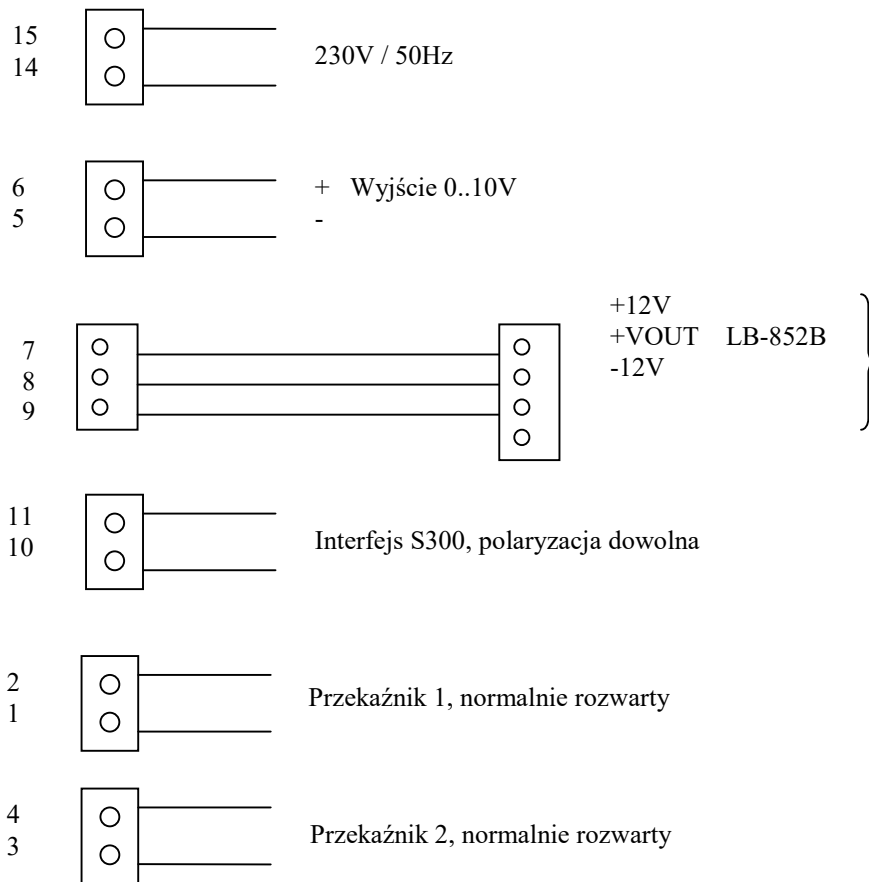 15
14
230V / 50Hz
6
5
+ Wyjście 0..10V
-
7
8
9
+12V
+VOUT LB-852B
-12V
11
10
Interfejs S300, polaryzacja dowolna
2
1
Przekaźnik 1, normalnie rozwarty
4
3
Przekaźnik 2, normalnie rozwarty